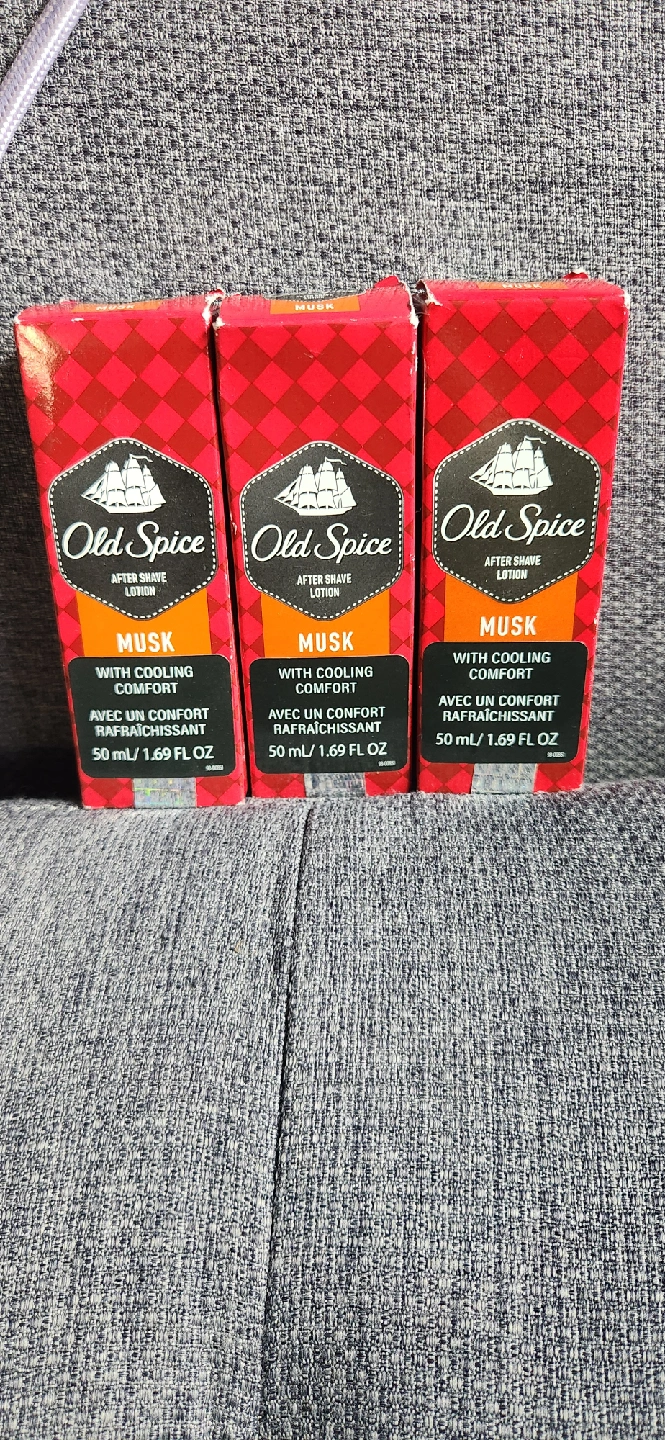 MUSK
Old Spice
AFTER SHAVE
LOTION
MUSK
WITH COOLING
COMFORT
AVEC UN CONFORT
RAFRAÎCHISSANT
50 mL/ 1.69 FL OZ
MUSK
Old Spice
AFTER SHAVE
LOTION
MUSK
WITH COOLING
COMFORT
AVEC UN CONFORT
RAFRAÎCHISSANT
50 mL/ 1.69 FL OZ
MUSK
Old Spice
AFTER SHAVE
LOTION
MUSK
WITH COOLING
COMFORT
AVEC UN CONFORT
RAFRAÎCHISSANT
50 mL/ 1.69 FL OZ